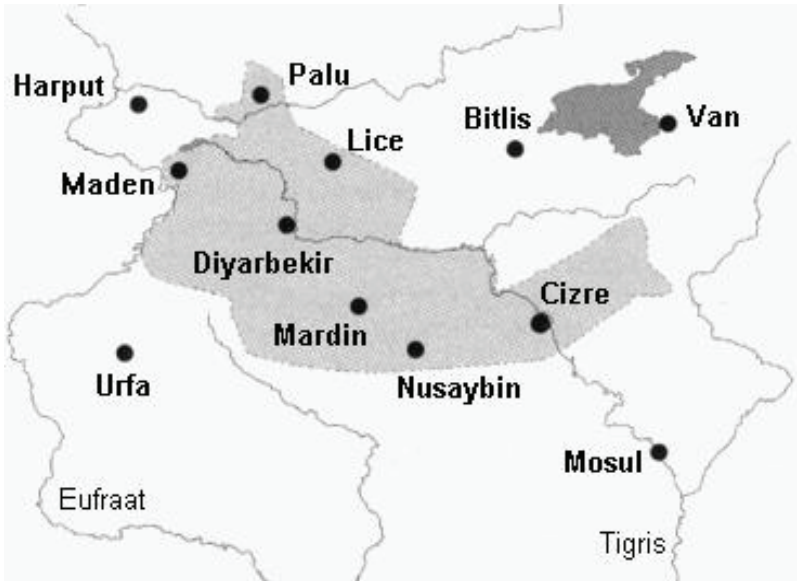 Palu
Harput
Bitlis
Van
Lice
Maden
Diyarbekir
Cizre
Mardin
Urfa
Nusaybin
Mosul
Eufraat
Tigris